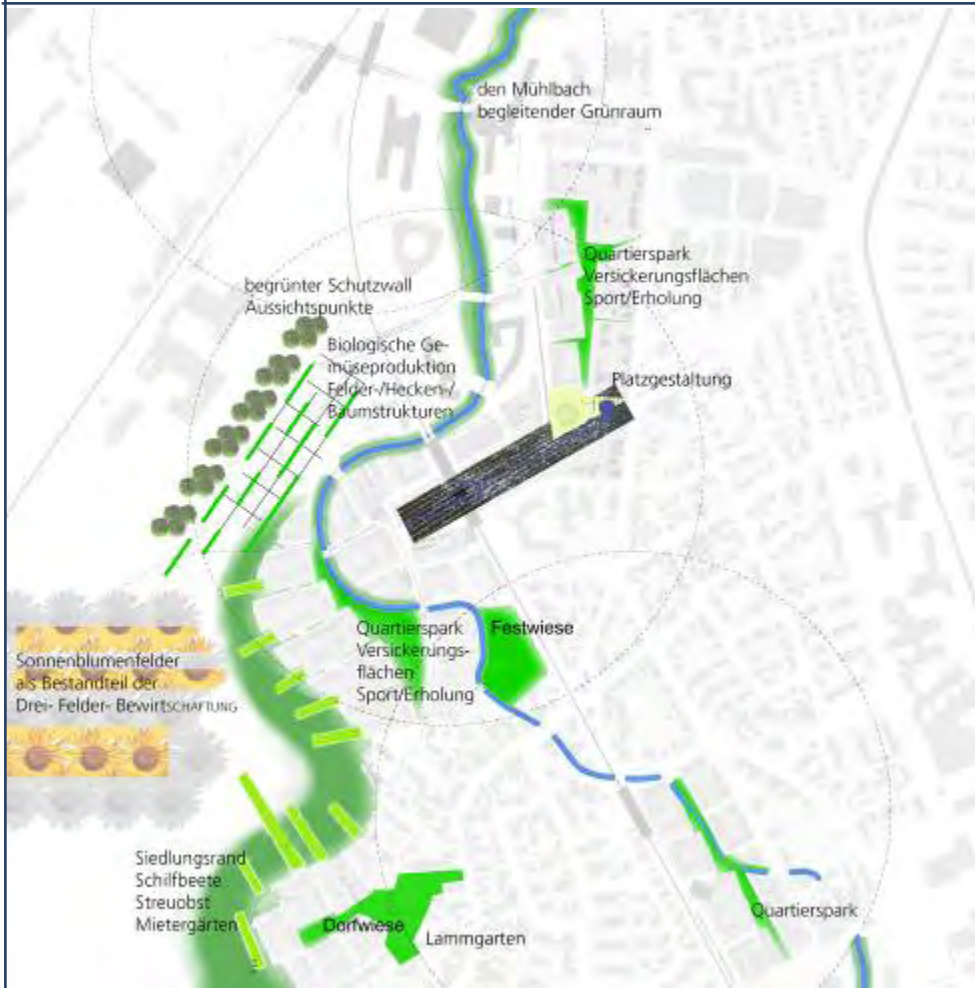 den Mühlbach
begleitender Grünraum
Quartierspark
Versickerungsflächen
Sport/Erholung
begrünter Schutzwall
Aussichtspunkte
Biologische Ge-
müseproduktion
Felder-/Hecken-/
Baumstrukturen
Platzgestaltung
Quartierspark
Versickerungs-
flächen
Sport/Erholung
Festwiese
Sonnenblumenfelder
als Bestandteil der
Drei- Felder- BewirtSCHAFTUNG
Siedlungsrand
Schilfbeete
Streuobst
Mietergärten
Dorfwiese
Lammgarten
Quartierspark